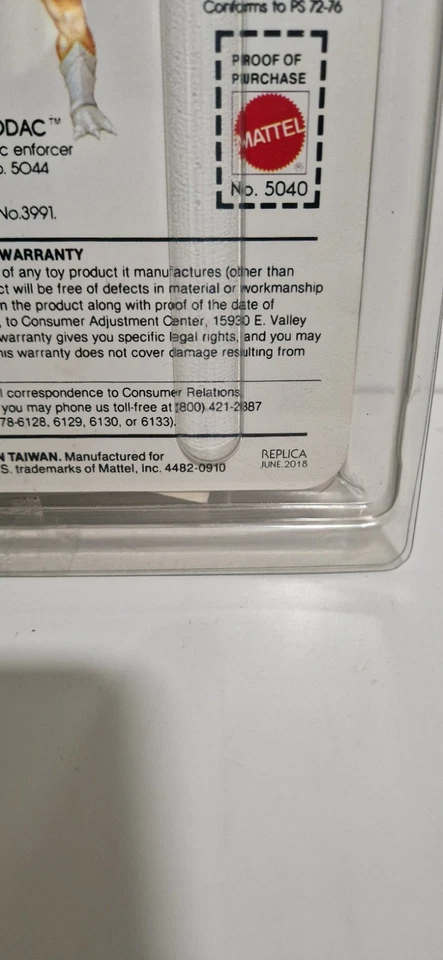 Conforms to PS 72-76
PROOF OF
PURCHASE
MATTEL
®
No. 5040
ODAC™
c enforcer
o. 5044
No.3991.
WARRANTY
of any toy product it manufactures (other than
ct will be free of defects in material or workmanship
n the product along with proof of the date of
, to Consumer Adjustment Center, 15930 E. Valley
warranty gives you specific legal rights, and you may
his warranty does not cover damage resulting from
l correspondence to Consumer Relations,
you may phone us toll-free at (800) 421-2887
78-6128, 6129, 6130, or 6133).
N TAIWAN. Manufactured for
S. trademarks of Mattel, Inc. 4482-0910
REPLICA
JUNE.2018